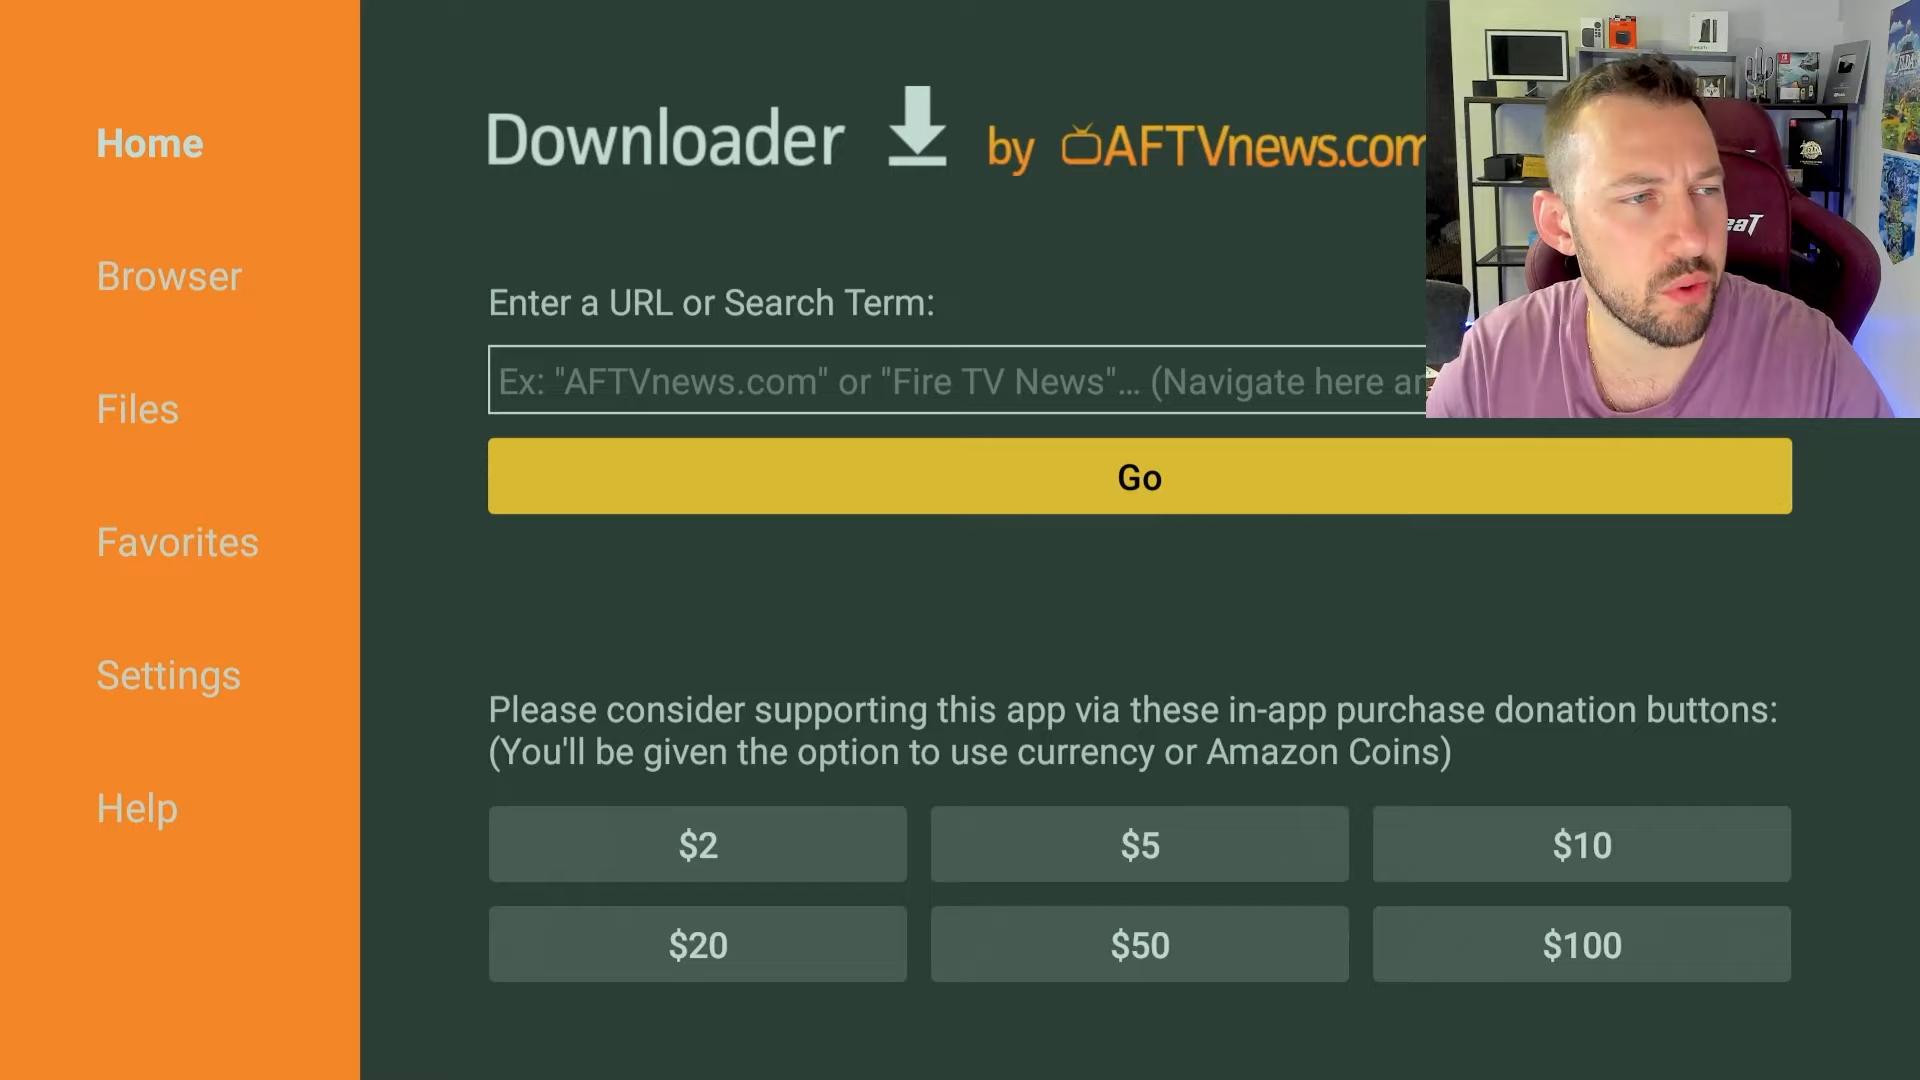 Home
Browser
Files
Favorites
Settings
Help
Downloader by AFTVnews.com
Enter a URL or Search Term:
Ex: "AFTVnews.com" or "Fire TV News"... (Navigate here
Go
Please consider supporting this app via these in-app purchase donation buttons:
(You'll be given the option to use currency or Amazon Coins)
$2 $5 $10
$20 $50 $100